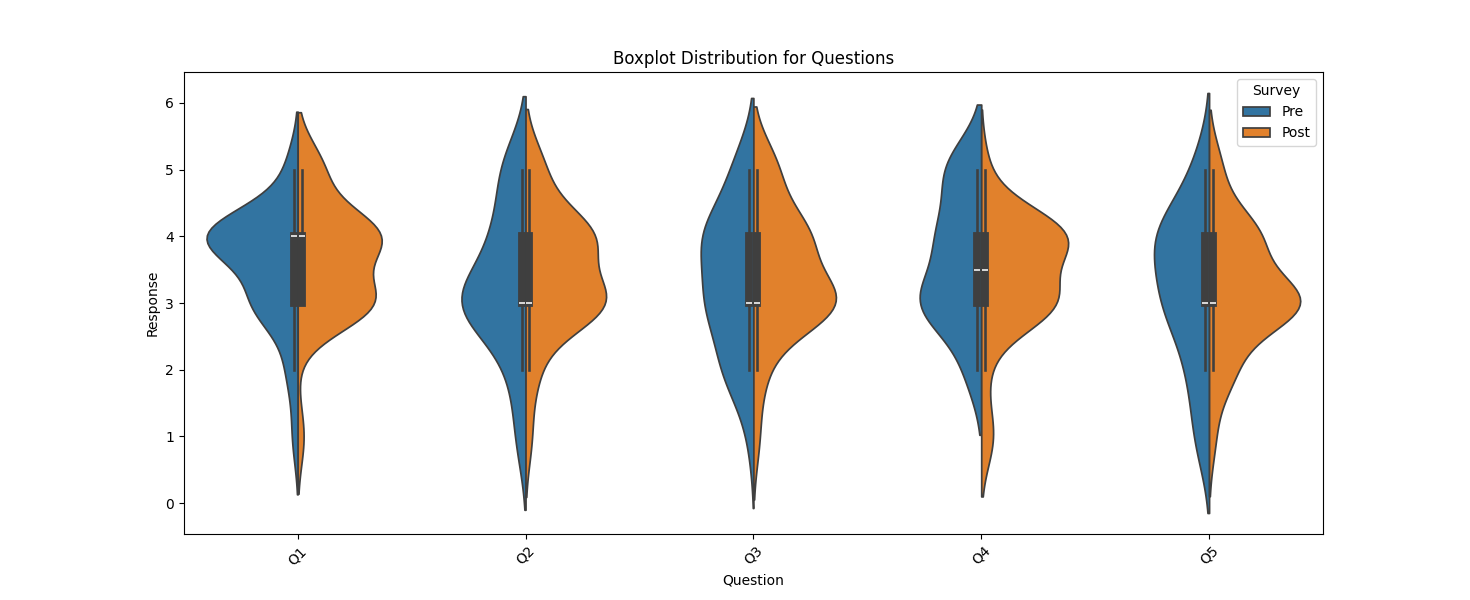 Boxplot Distribution for Questions
Survey
Pre
Post
Response
6
5
4
3
2
1
0
Q1
Q2
Q3
Q4
Q5
Question